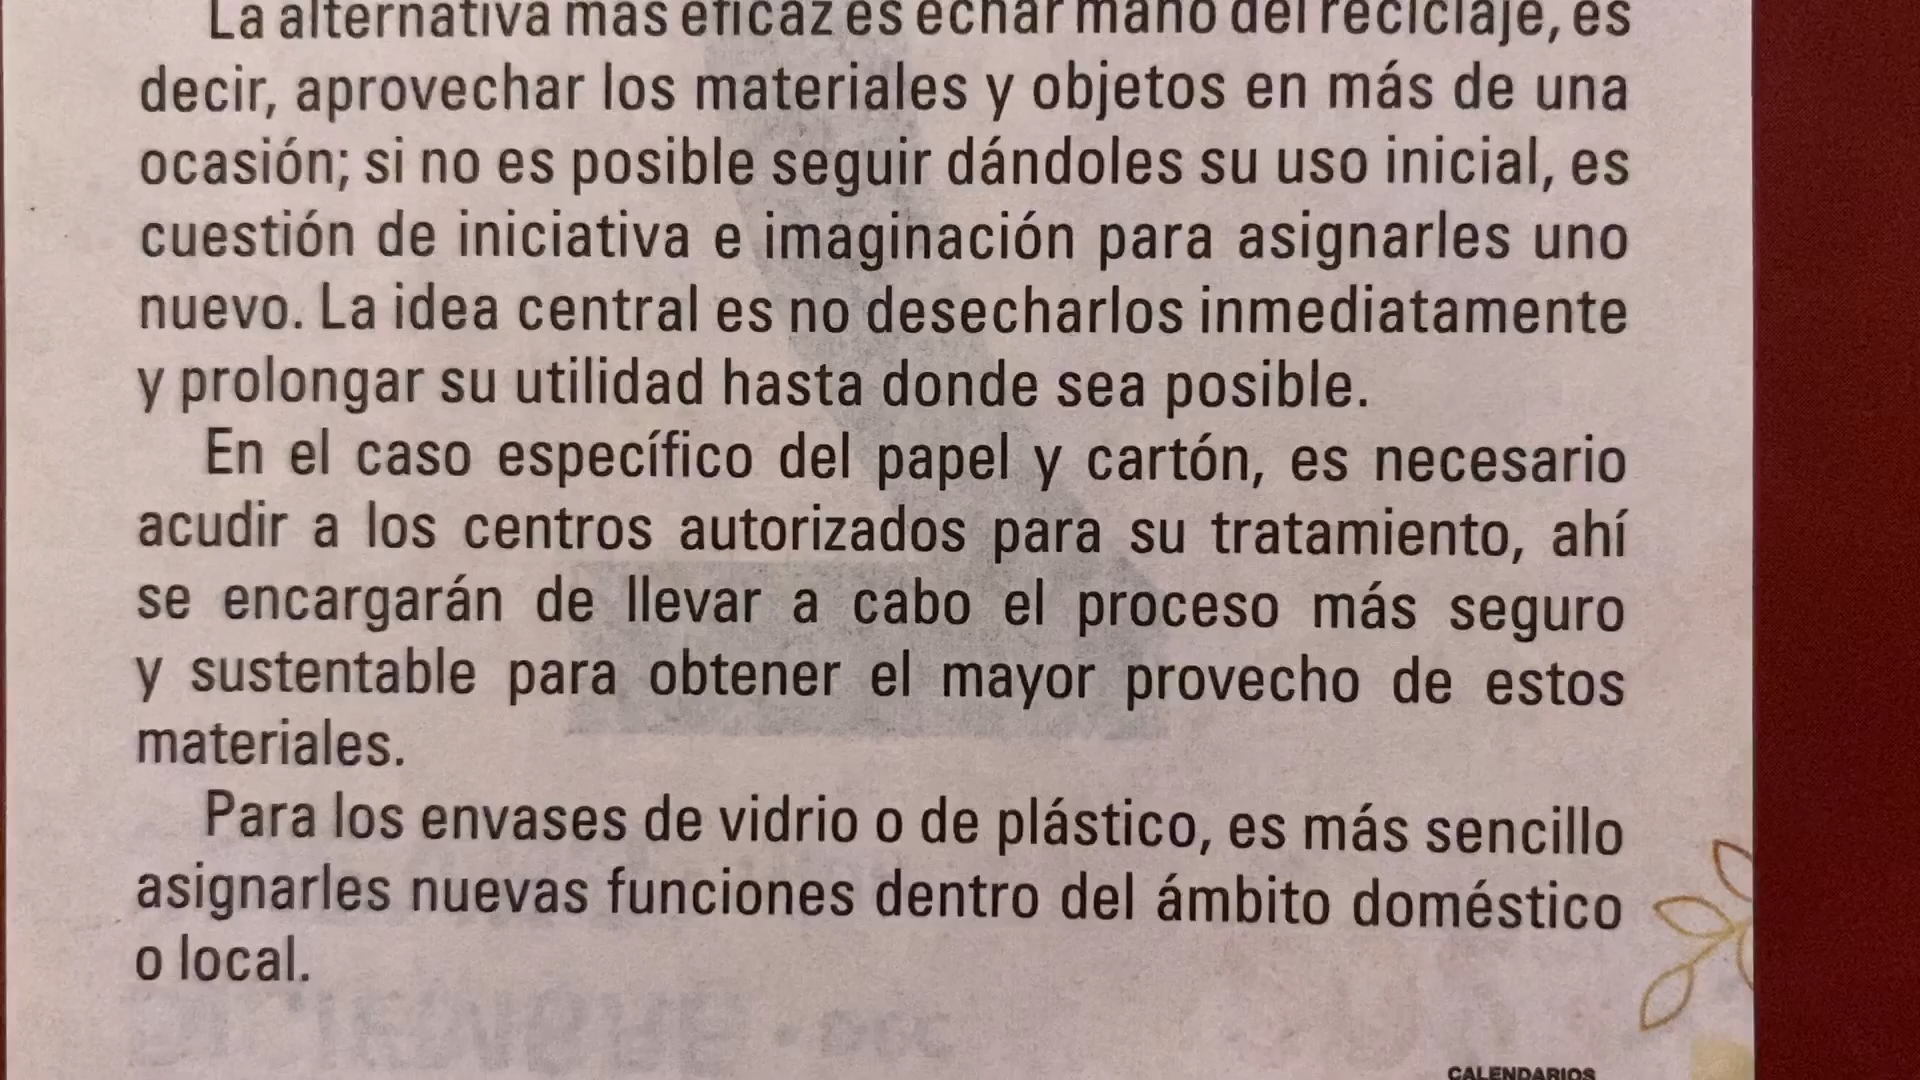 La alternativa más eficaz es echar mano del reciclaje, es
decir, aprovechar los materiales y objetos en más de una
ocasión; si no es posible seguir dándoles su uso inicial, es
cuestión de iniciativa e imaginación para asignarles uno
nuevo. La idea central es no desecharlos inmediatamente
y prolongar su utilidad hasta donde sea posible.
En el caso específico del papel y cartón, es necesario
acudir a los centros autorizados para su tratamiento, ahí
se encargarán de llevar a cabo el proceso más seguro
y sustentable para obtener el mayor provecho de estos
materiales.
Para los envases de vidrio o de plástico, es más sencillo
asignarles nuevas funciones dentro del ámbito doméstico
o local.
CALENDARIOS